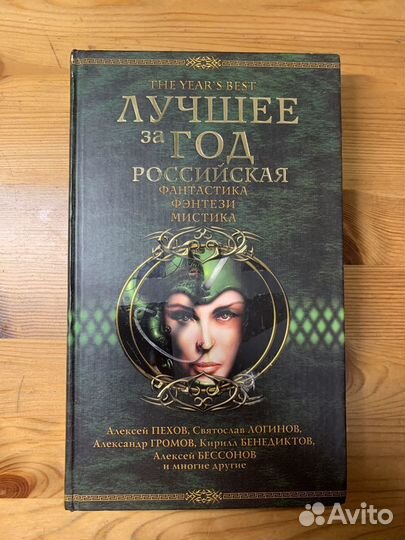 THE YEAR'S BEST
ЛУЧШЕЕ
за ГОД
РОССИЙСКАЯ
ФАНТАСТИКА
ФЭНТЕЗИ
МИСТИКА
Алексей ПЕХОВ, Святослав ЛОГИНОВ,
Александр ГРОМОВ, Кирилл БЕНЕДИКТОВ,
Алексей БЕССОНОВ
и многие другие
Avito